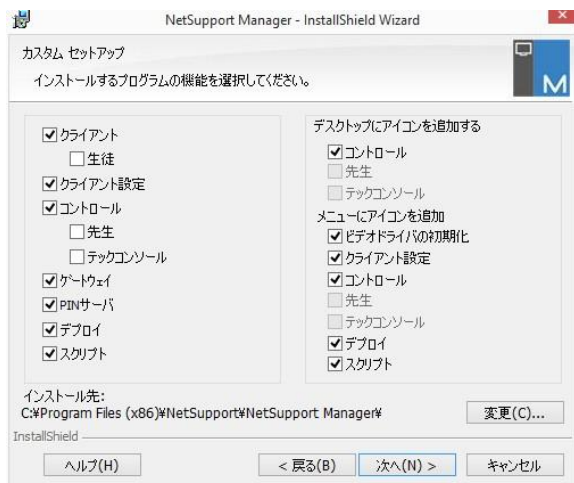 NetSupport Manager - InstallShield Wizard
カスタム セットアップ
インストールするプログラムの機能を選択してください。
M
クライアント
生徒
クライアント設定
コントロール
先生
テックコンソール
ゲートウェイ
PINサーバ
デプロイ
スクリプト
デスクトップにアイコンを追加する
コントロール
先生
テックコンソール
メニューにアイコンを追加
ビデオドライバの初期化
クライアント設定
コントロール
先生
テックコンソール
デプロイ
スクリプト
インストール先:
C:¥Program Files (x86)¥NetSupport¥NetSupport Manager¥
変更(C)...
InstallShield
ヘルプ(H)
< 戻る(B)
次へ(N) >
キャンセル